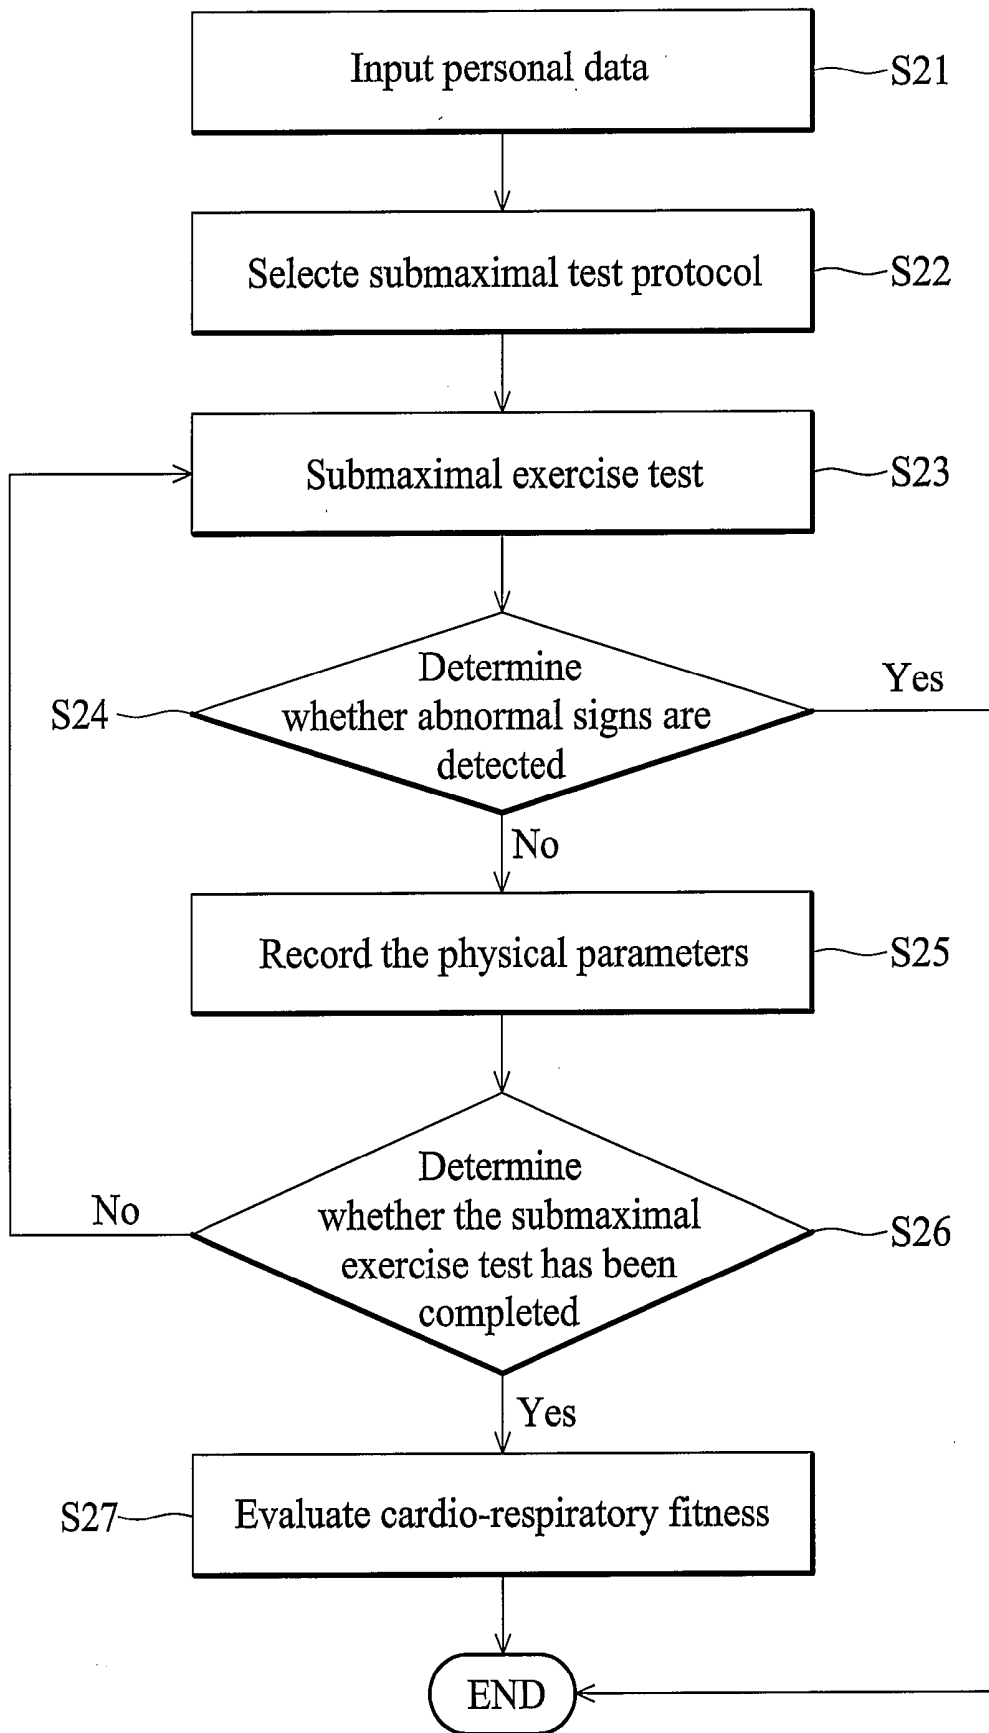 Input personal data
S21
Selecte submaximal test protocol
S22
Submaximal exercise test
S23
Determine
whether abnormal signs are
detected
S24
Yes
No
Record the physical parameters
S25
Determine
whether the submaximal
exercise test has been
completed
S26
No
Yes
Evaluate cardio-respiratory fitness
S27
END